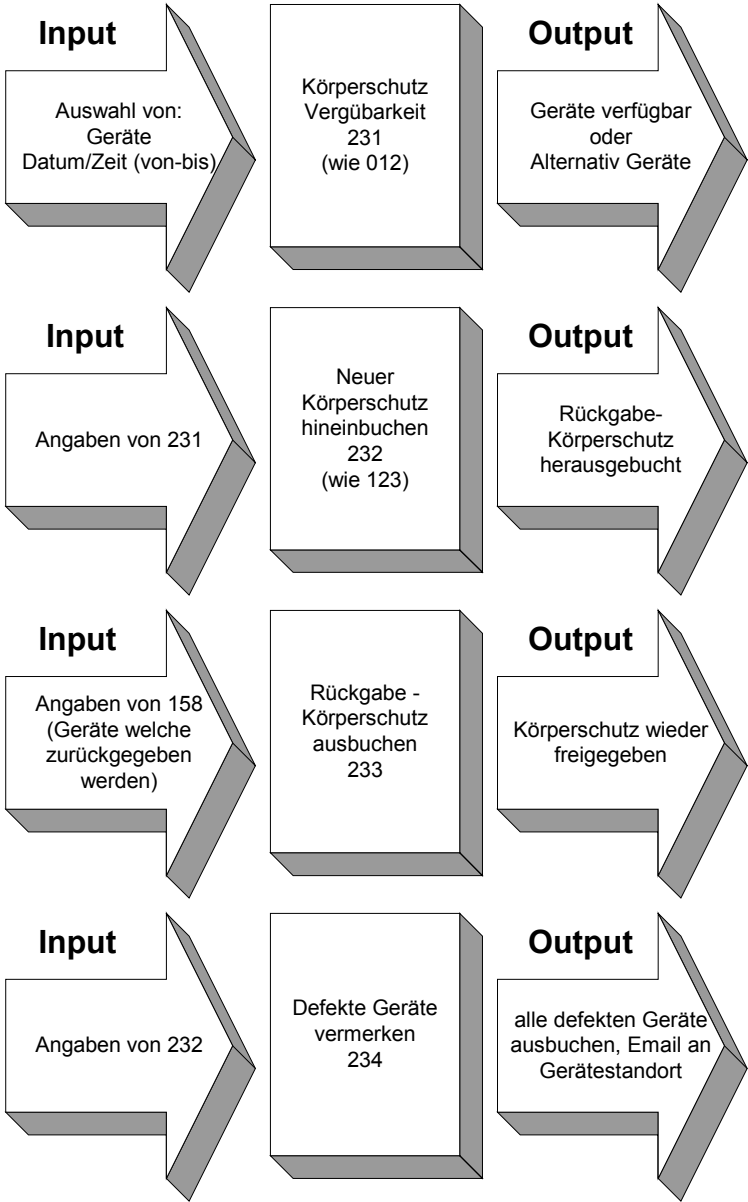 Input
Auswahl von:
Geräte
Datum/Zeit (von-bis)
Körperschutz
Vergübarkeit
231
(wie 012)
Output
Geräte verfügbar
oder
Alternativ Geräte
Input
Angaben von 231
Neuer
Körperschutz
hineinbuchen
232
(wie 123)
Output
Rückgabe-
Körperschutz
herausgebucht
Input
Angaben von 158
(Geräte welche
zurückgegeben
werden)
Rückgabe -
Körperschutz
ausbuchen
233
Output
Körperschutz wieder
freigegeben
Input
Angaben von 232
Defekte Geräte
vermerken
234
Output
alle defekten Geräte
ausbuchen, Email an
Gerätestandort